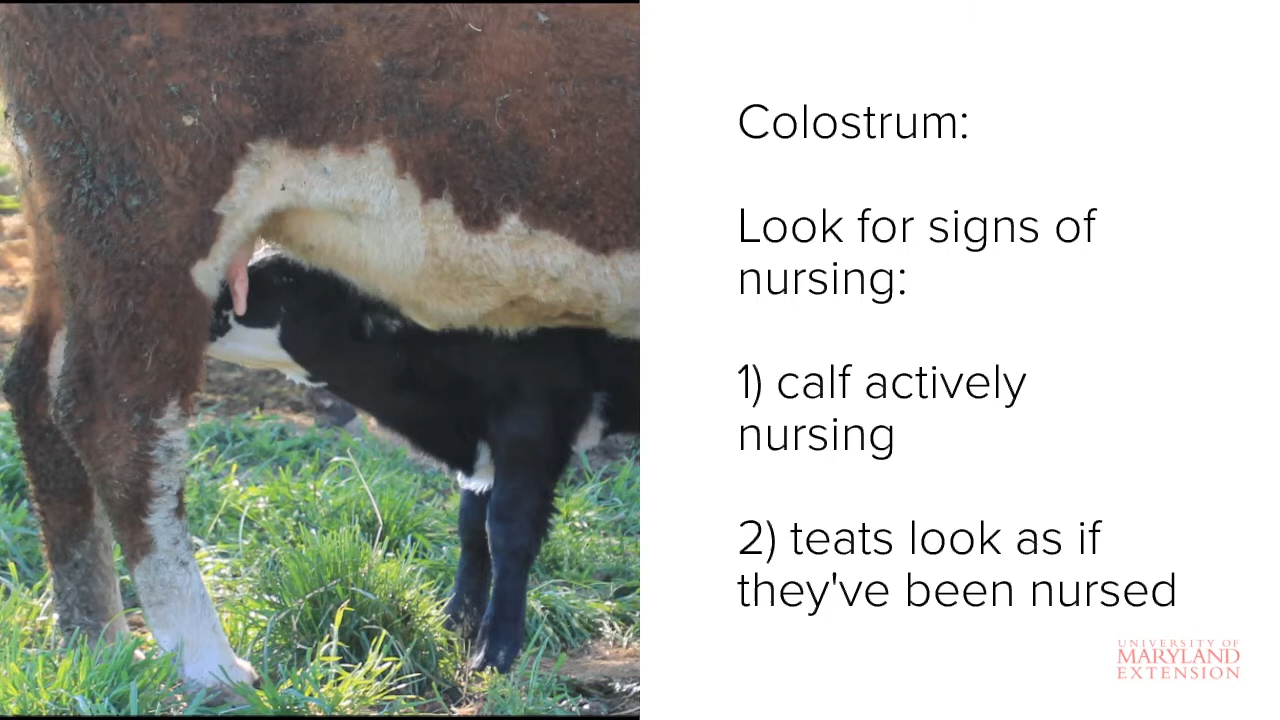 Colostrum:
Look for signs of
nursing:
1) calf actively
nursing
2) teats look as if
they've been nursed
UNIVERSITY OF
MARYLAND
EXTENSION